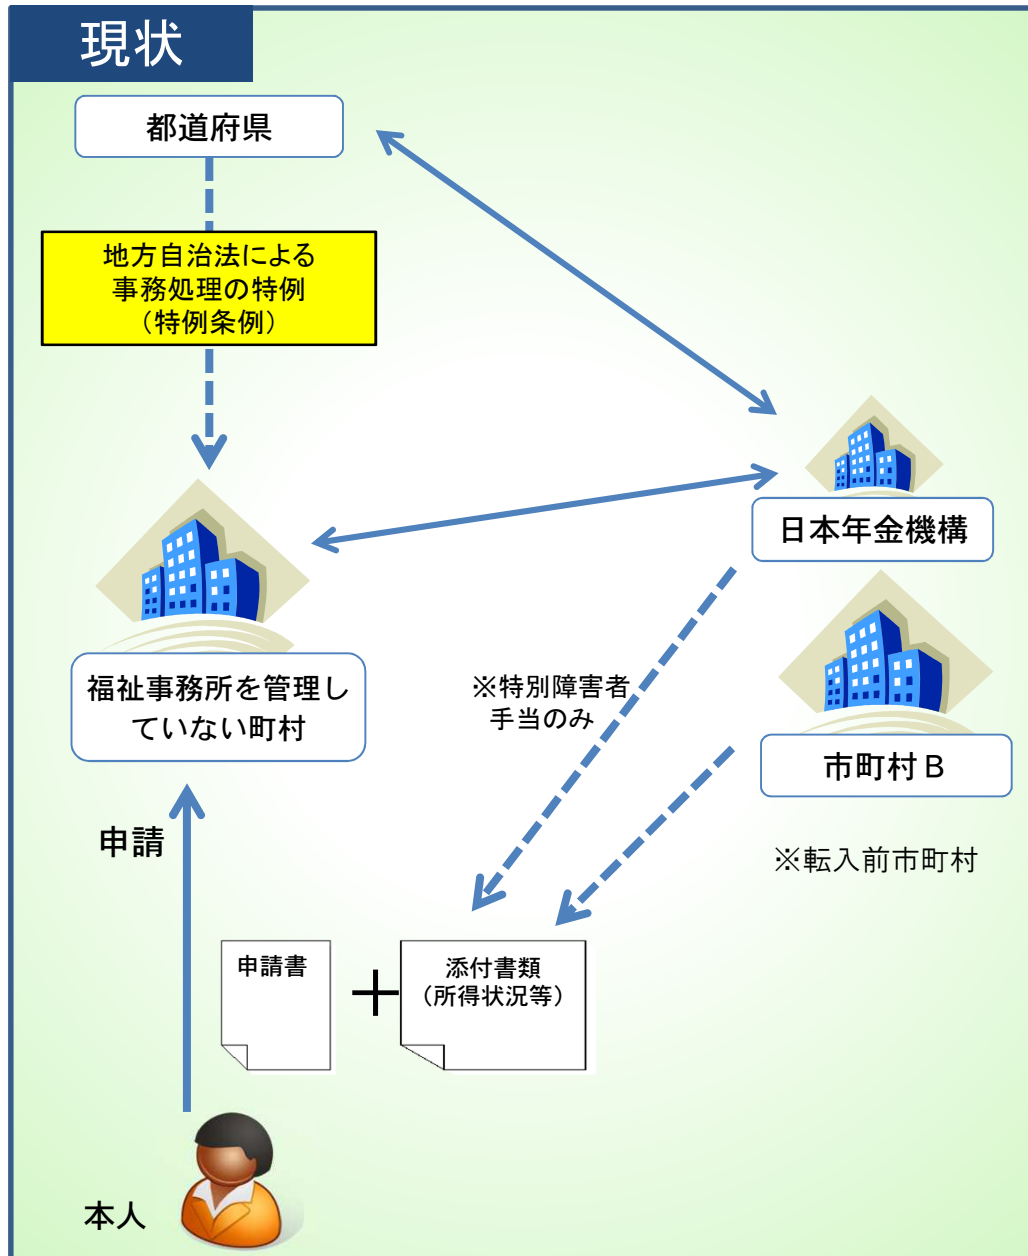 現状
都道府県
地方自治法による
事務処理の特例
（特例条例）
日本年金機構
福祉事務所を管理し
ていない町村
※特別障害者
手当のみ
市町村Ｂ
申請
※転入前市町村
申請書
＋
添付書類
（所得状況等）
本人